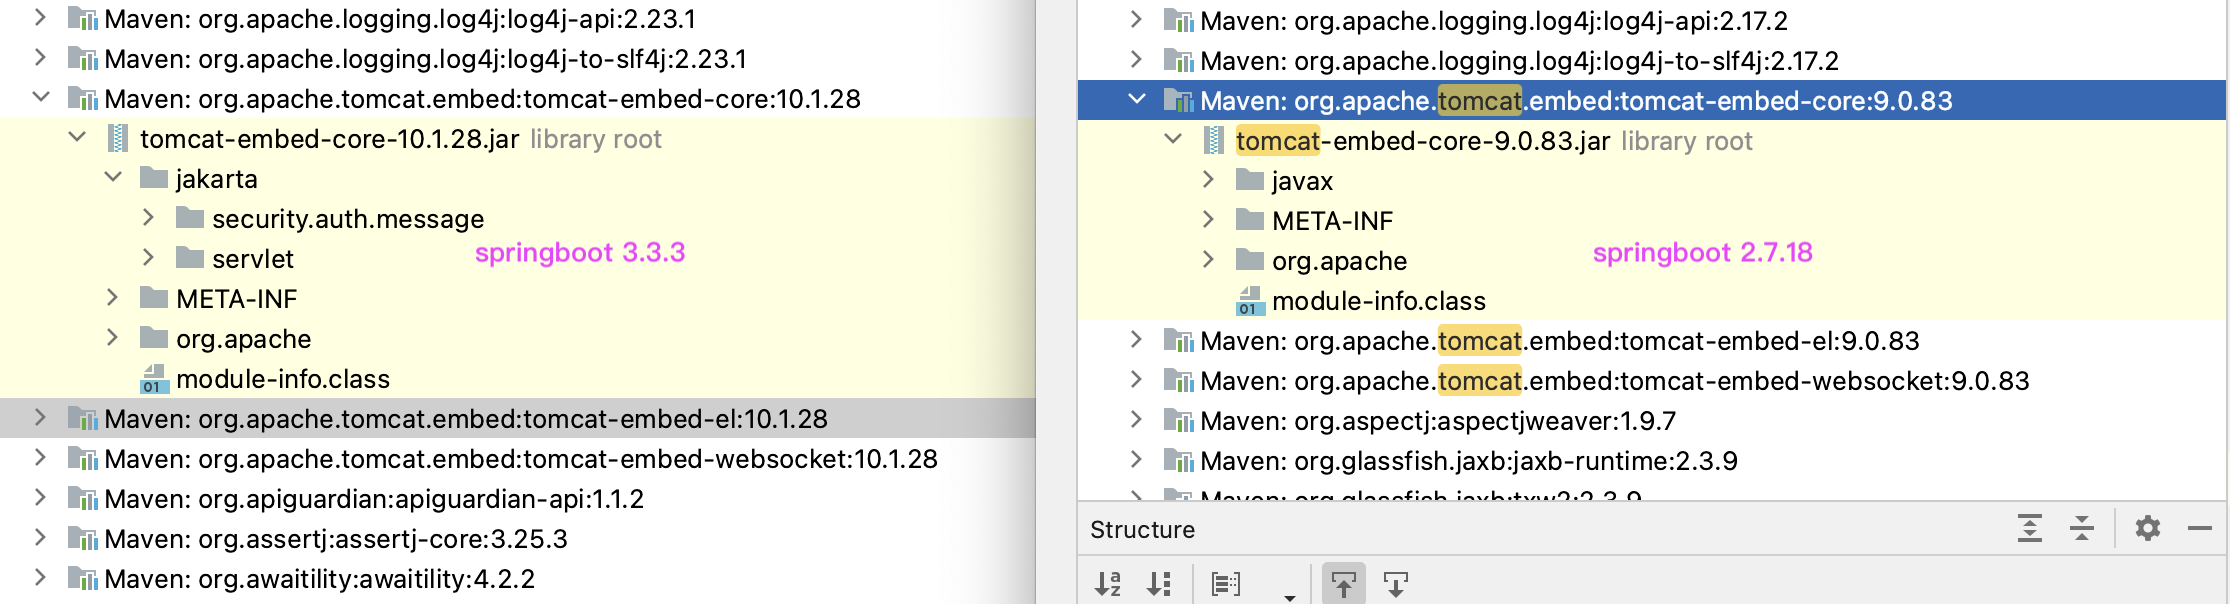 Maven: org.apache.logging.log4j:log4j-api:2.23.1
Maven: org.apache.logging.log4j:log4j-to-slf4j:2.23.1
Maven: org.apache.tomcat.embed:tomcat-embed-core:10.1.28
tomcat-embed-core-10.1.28.jar library root
jakarta
security.auth.message
servlet
springboot 3.3.3
META-INF
org.apache
01 module-info.class
Maven: org.apache.tomcat.embed:tomcat-embed-el:10.1.28
Maven: org.apache.tomcat.embed:tomcat-embed-websocket:10.1.28
Maven: org.apiguardian:apiguardian-api:1.1.2
Maven: org.assertj:assertj-core:3.25.3
Maven: org.awaitility:awaitility:4.2.2
Maven: org.apache.logging.log4j:log4j-api:2.17.2
Maven: org.apache.logging.log4j:log4j-to-slf4j:2.17.2
Maven: org.apache.tomcat.embed:tomcat-embed-core:9.0.83
tomcat-embed-core-9.0.83.jar library root
javax
META-INF
springboot 2.7.18
org.apache
01 module-info.class
Maven: org.apache.tomcat.embed:tomcat-embed-el:9.0.83
Maven: org.apache.tomcat.embed:tomcat-embed-websocket:9.0.83
Maven: org.aspectj:aspectjweaver:1.9.7
Maven: org.glassfish.jaxb:jaxb-runtime:2.3.9
Maven: org.glassfish.jaxb:txw2:2.3.9
Structure